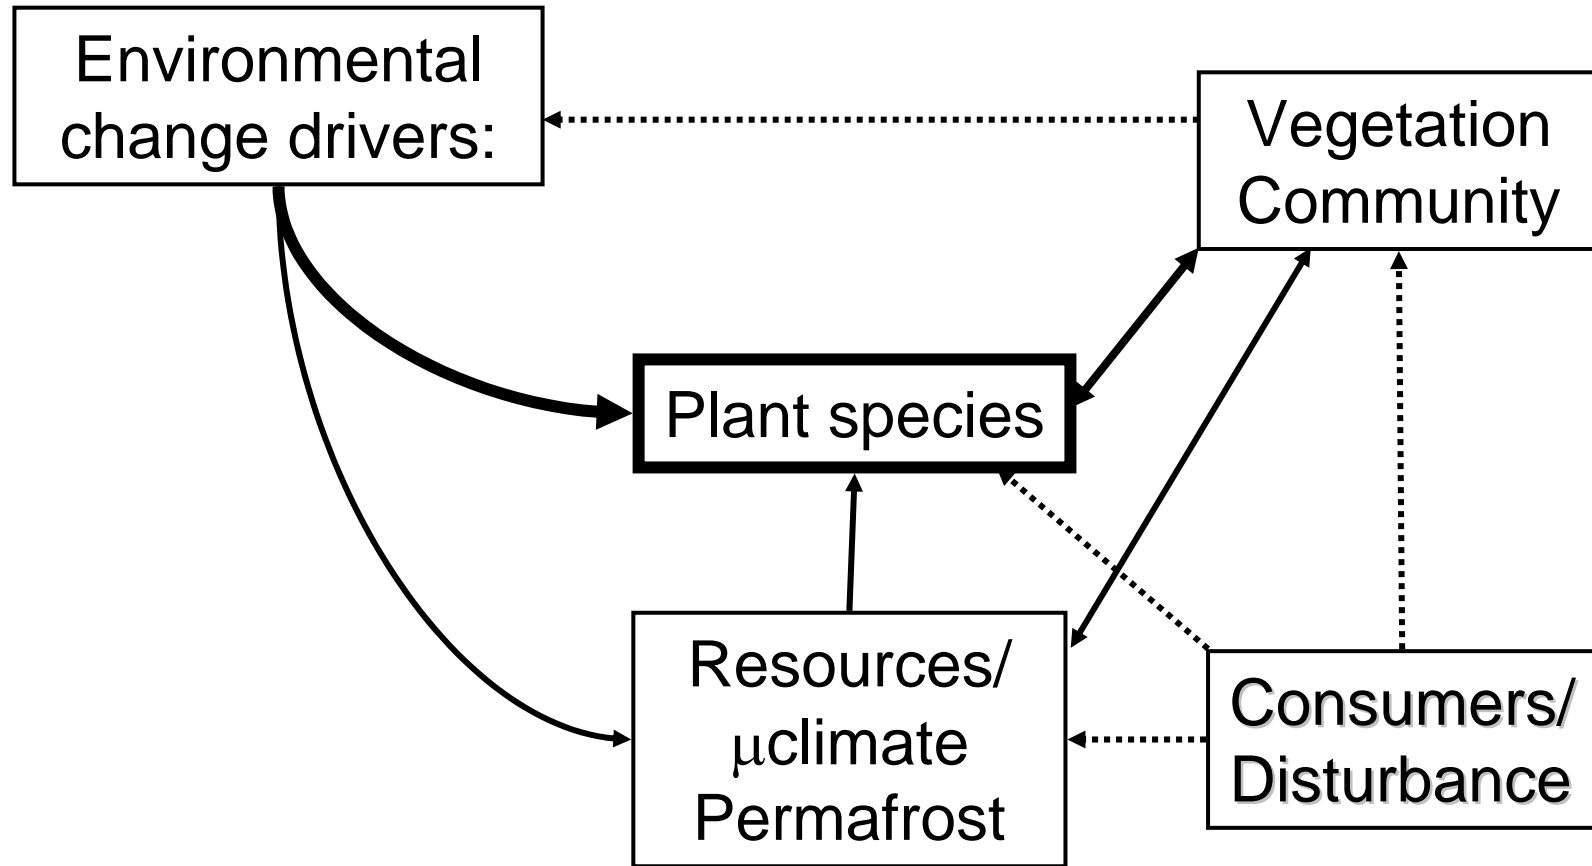 Environmental
change drivers:
Vegetation
Community
Plant species
Resources/
μclimate
Permafrost
Consumers/
Disturbance